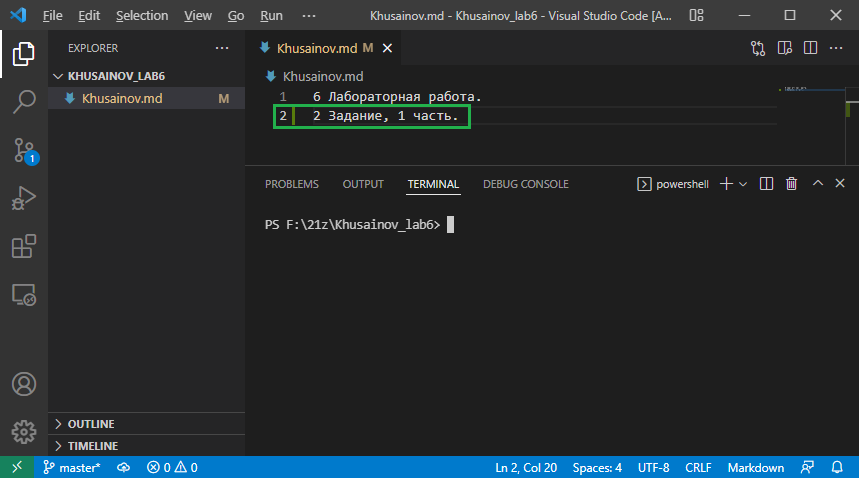 File Edit Selection View Go Run ··· Khusainov.md - Khusainov_lab6 - Visual Studio Code [A...
EXPLORER ···
Khusainov.md M
KHUSAINOV_LAB6
Khusainov.md M
Khusainov.md
1 6 Лабораторная работа.
2 2 Задание, 1 часть.
PROBLEMS OUTPUT TERMINAL DEBUG CONSOLE powershell
PS F:\21z\Khusainov_lab6>
1
OUTLINE
TIMELINE
master* 0 0 Ln 2, Col 20 Spaces: 4 UTF-8 CRLF Markdown